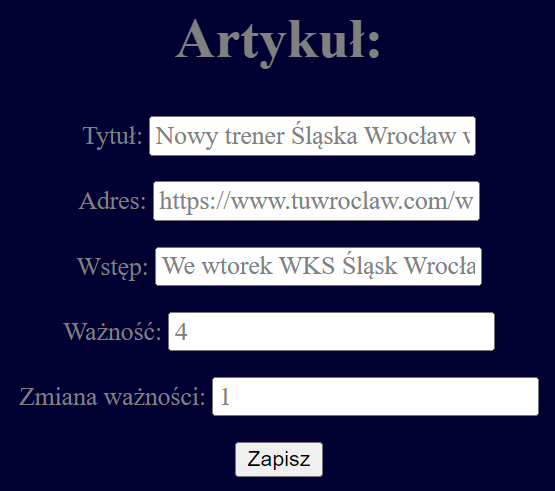 Artykuł:
Tytuł: Nowy trener Śląska Wrocław
Adres: https://www.tuwroclaw.com/w
Wstęp: We wtorek WKS Śląsk Wrocła
Ważność: 4
Zmiana ważności: 1
Zapisz